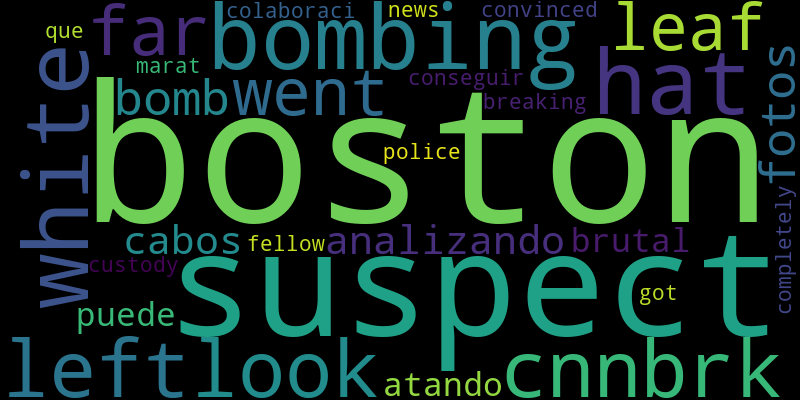 que
far
colaboraci
news
convinced
leaf
marat
bombing
hat
fotos
white
bomb
went
conseguir
breaking
boston
police
cabos
fellow
analizando
brutal
custody
completely
suspect
got
puede
left
look
atando
cnnbrk